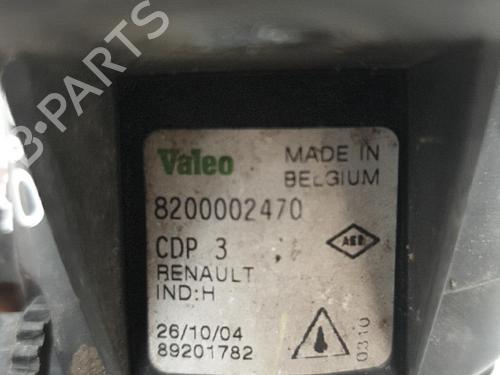 B-PARTS
Valeo
MADE IN
BELGIUM
8200002470
CDP 3
RENAULT
IND:H
26/10/04
89201782
0310